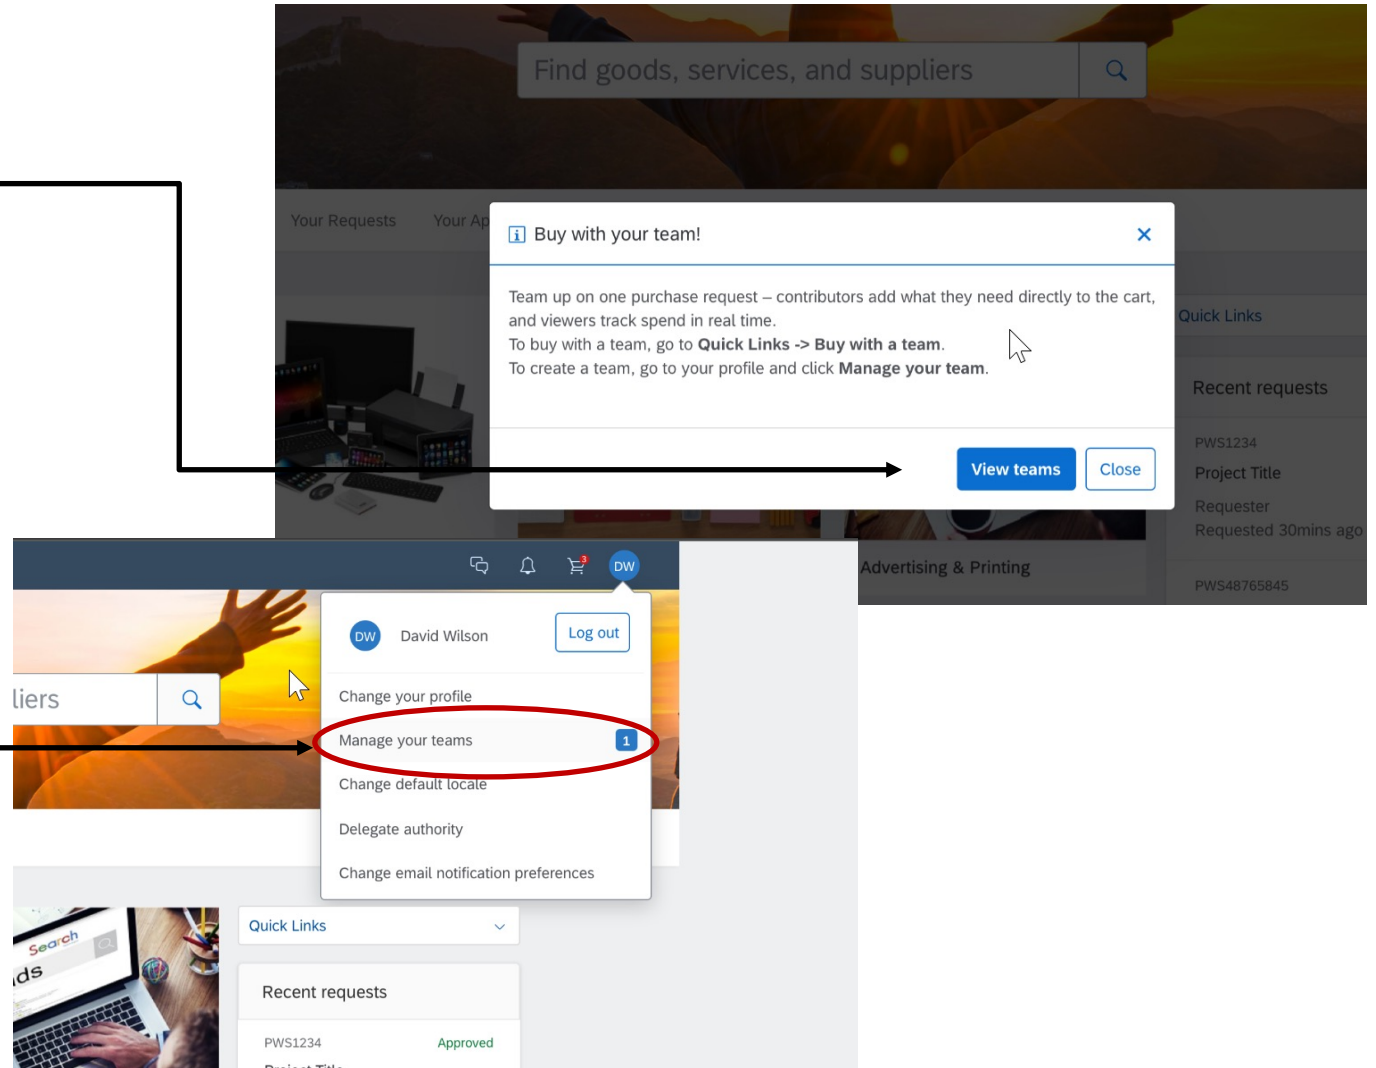 Find goods, services, and suppliers
Your Requests
Your Ap
Buy with your team!
Team up on one purchase request – contributors add what they need directly to the cart,
and viewers track spend in real time.
To buy with a team, go to Quick Links -> Buy with a team.
To create a team, go to your profile and click Manage your team.
View teams
Close
Quick Links
Recent requests
PWS1234
Project Title
Requester
Requested 30mins ago
PWS48765845
Advertising & Printing
3
DW
DW
David Wilson
Log out
liers
Change your profile
Manage your teams
1
Change default locale
Delegate authority
Change email notification preferences
Search
ds
Quick Links
Recent requests
PWS1234
Approved
Project Title